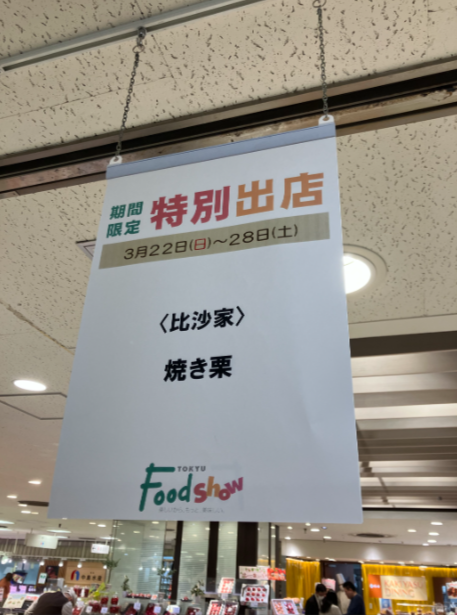 期間
限定
特別出店
3月22日(日)～28日(土)
〈比沙家〉
焼き栗
TOKYU
Food Show